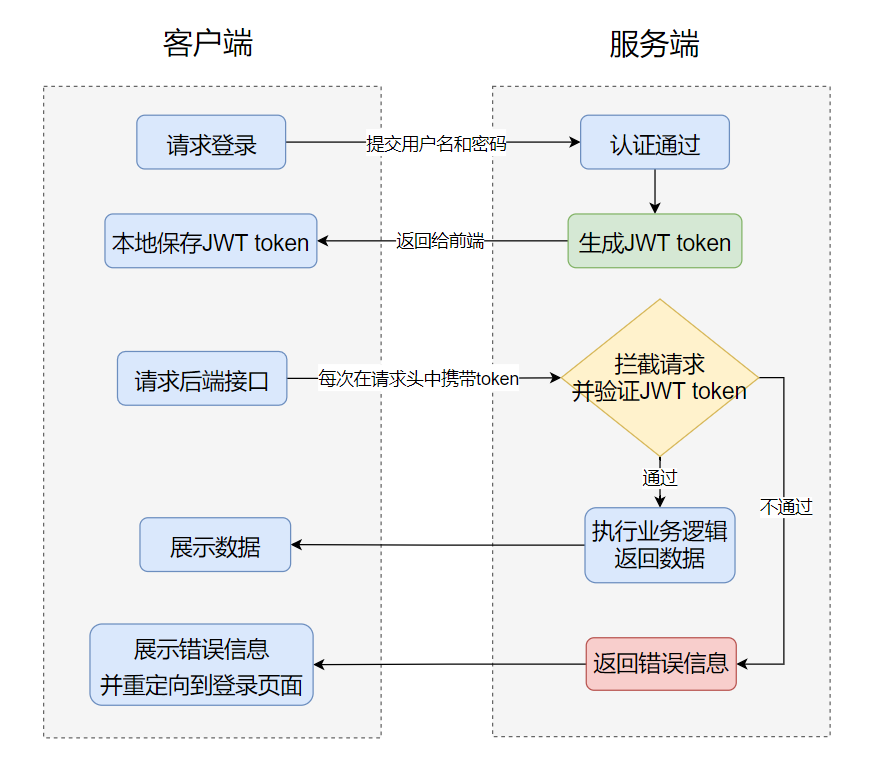 客户端
服务端
请求登录
提交用户名和密码
认证通过
本地保存JWT token
返回给前端
生成JWT token
请求后端接口
每次在请求头中携带token
拦截请求
并验证JWT token
通过
不通过
执行业务逻辑
返回数据
展示数据
展示错误信息
并重定向到登录页面
返回错误信息